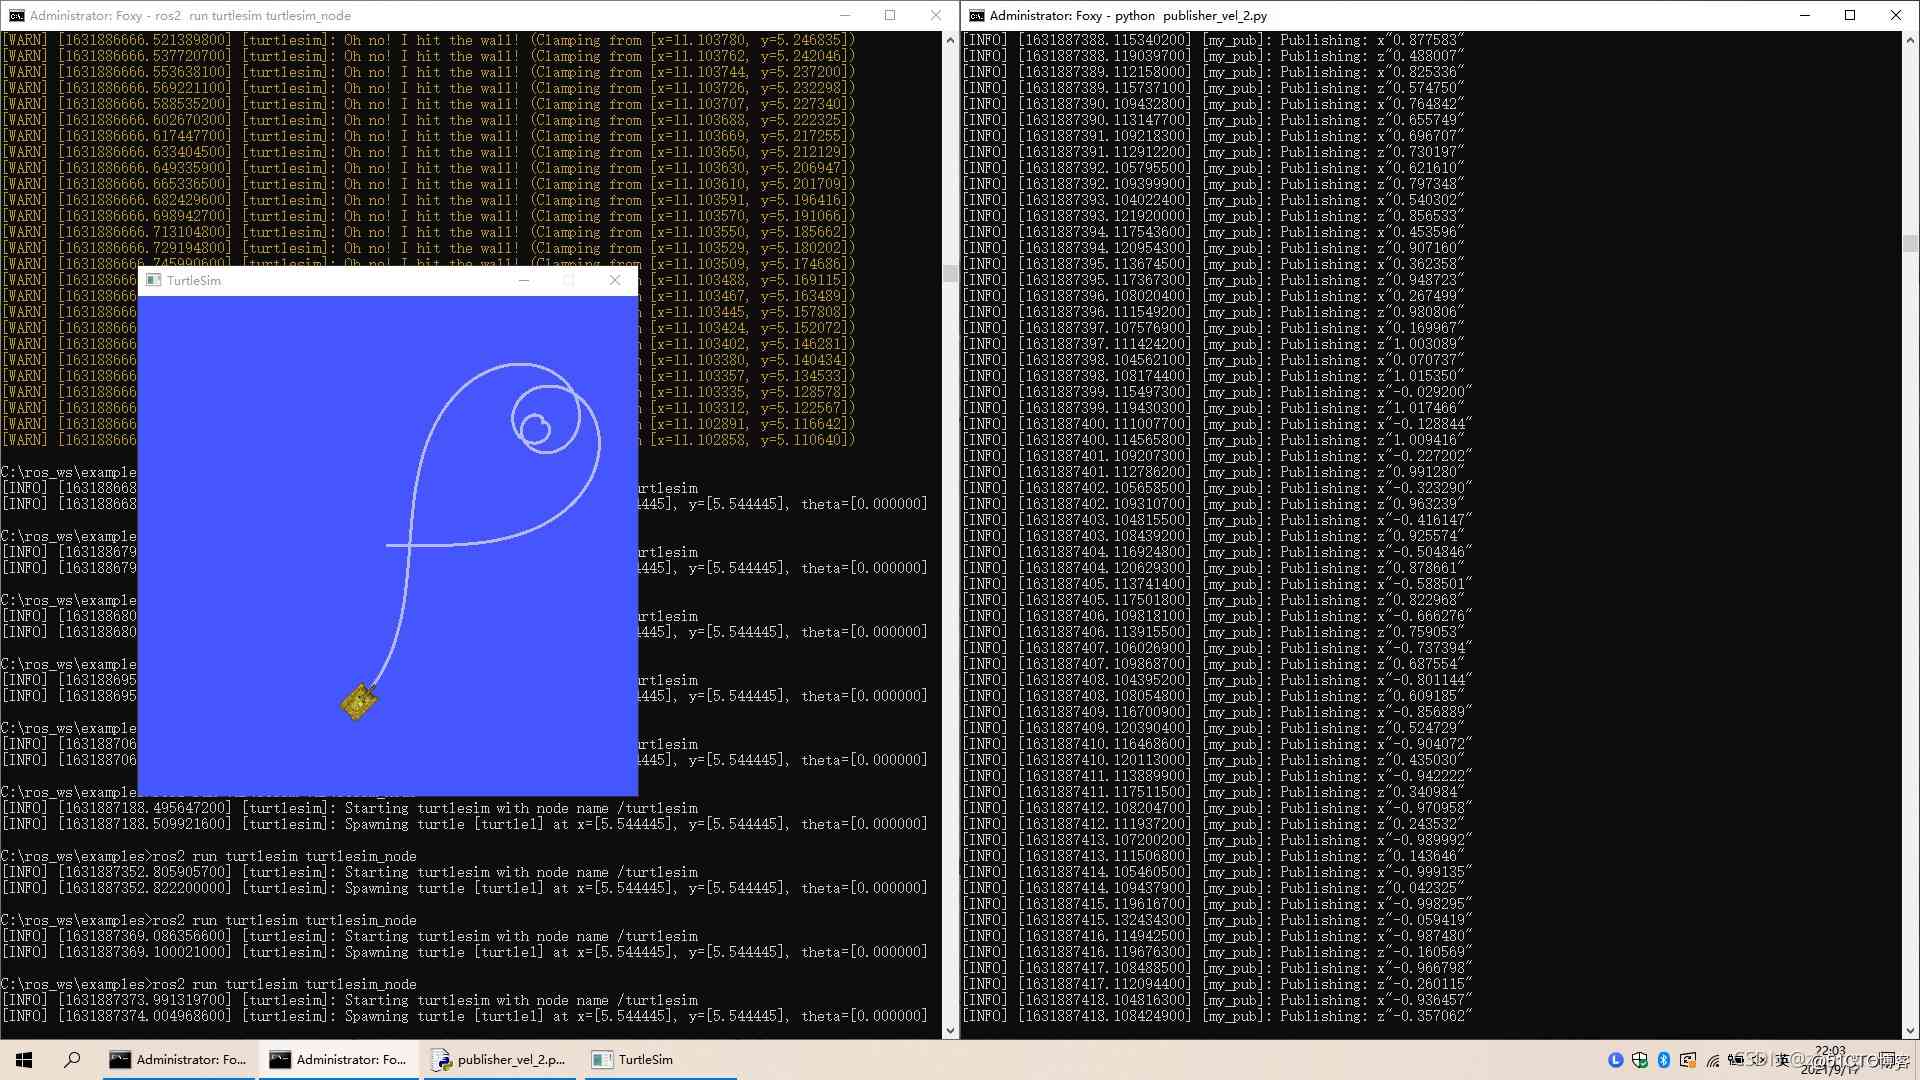 Administrator: Foxy - ros2  run turtlesim turtlesim_node
[WARN] [1631886666.521389800] [turtlesim]: Oh no! I hit the wall! (Clamping from [x=11.103780, y=5.246835])
[WARN] [1631886666.537720700] [turtlesim]: Oh no! I hit the wall! (Clamping from [x=11.103762, y=5.242046])
[WARN] [1631886666.553638100] [turtlesim]: Oh no! I hit the wall! (Clamping from [x=11.103744, y=5.237200])
[WARN] [1631886666.569221100] [turtlesim]: Oh no! I hit the wall! (Clamping from [x=11.103726, y=5.232298])
[WARN] [1631886666.588535200] [turtlesim]: Oh no! I hit the wall! (Clamping from [x=11.103707, y=5.227340])
[WARN] [1631886666.602670300] [turtlesim]: Oh no! I hit the wall! (Clamping from [x=11.103688, y=5.222325])
[WARN] [1631886666.617447700] [turtlesim]: Oh no! I hit the wall! (Clamping from [x=11.103669, y=5.217255])
[WARN] [1631886666.633404500] [turtlesim]: Oh no! I hit the wall! (Clamping from [x=11.103650, y=5.212129])
[WARN] [1631886666.649335900] [turtlesim]: Oh no! I hit the wall! (Clamping from [x=11.103630, y=5.206947])
[WARN] [1631886666.665336500] [turtlesim]: Oh no! I hit the wall! (Clamping from [x=11.103610, y=5.201709])
[WARN] [1631886666.682429600] [turtlesim]: Oh no! I hit the wall! (Clamping from [x=11.103591, y=5.196416])
[WARN] [1631886666.698942700] [turtlesim]: Oh no! I hit the wall! (Clamping from [x=11.103570, y=5.191066])
[WARN] [1631886666.713104800] [turtlesim]: Oh no! I hit the wall! (Clamping from [x=11.103550, y=5.185662])
[WARN] [1631886666.729194800] [turtlesim]: Oh no! I hit the wall! (Clamping from [x=11.103529, y=5.180202])
[WARN] [1631886666.745990600] [turtlesim]: Oh no! I hit the wall! (Clamping from [x=11.103509, y=5.174686])
[WARN] [1631886666 [x=11.103488, y=5.169115])
[WARN] [1631886666 [x=11.103467, y=5.163489])
[WARN] [1631886666 [x=11.103445, y=5.157808])
[WARN] [1631886666 [x=11.103424, y=5.152072])
[WARN] [1631886666 [x=11.103402, y=5.146281])
[WARN] [1631886666 [x=11.103380, y=5.140434])
[WARN] [1631886666 [x=11.103357, y=5.134533])
[WARN] [1631886666 [x=11.103335, y=5.128578])
[WARN] [1631886666 [x=11.103312, y=5.122567])
[WARN] [1631886666 [x=11.102891, y=5.116642])
[WARN] [1631886666 [x=11.102858, y=5.110640])
C:\ros_ws\example
[INFO] [163188668 urtlesim
[INFO] [163188668 445], y=[5.544445], theta=[0.000000]
C:\ros_ws\example
[INFO] [163188679 urtlesim
[INFO] [163188679 445], y=[5.544445], theta=[0.000000]
C:\ros_ws\example
[INFO] [163188680 urtlesim
[INFO] [163188680 445], y=[5.544445], theta=[0.000000]
C:\ros_ws\example
[INFO] [163188695 urtlesim
[INFO] [163188695 445], y=[5.544445], theta=[0.000000]
C:\ros_ws\example
[INFO] [163188706 urtlesim
[INFO] [163188706 445], y=[5.544445], theta=[0.000000]
C:\ros_ws\example
[INFO] [1631887188.495647200] [turtlesim]: Starting turtlesim with node name /turtlesim
[INFO] [1631887188.509921600] [turtlesim]: Spawning turtle [turtle1] at x=[5.544445], y=[5.544445], theta=[0.000000]
C:\ros_ws\examples>ros2 run turtlesim turtlesim_node
[INFO] [1631887352.805905700] [turtlesim]: Starting turtlesim with node name /turtlesim
[INFO] [1631887352.822200000] [turtlesim]: Spawning turtle [turtle1] at x=[5.544445], y=[5.544445], theta=[0.000000]
C:\ros_ws\examples>ros2 run turtlesim turtlesim_node
[INFO] [1631887369.086356600] [turtlesim]: Starting turtlesim with node name /turtlesim
[INFO] [1631887369.100021000] [turtlesim]: Spawning turtle [turtle1] at x=[5.544445], y=[5.544445], theta=[0.000000]
C:\ros_ws\examples>ros2 run turtlesim turtlesim_node
[INFO] [1631887373.991319700] [turtlesim]: Starting turtlesim with node name /turtlesim
[INFO] [1631887374.004968600] [turtlesim]: Spawning turtle [turtle1] at x=[5.544445], y=[5.544445], theta=[0.000000]
TurtleSim
Administrator: Foxy - python  publisher_vel_2.py
[INFO] [1631887388.115340200] [my_pub]: Publishing: x"0.877583"
[INFO] [1631887388.119039700] [my_pub]: Publishing: z"0.488007"
[INFO] [1631887389.112158000] [my_pub]: Publishing: x"0.825336"
[INFO] [1631887389.115737100] [my_pub]: Publishing: z"0.574750"
[INFO] [1631887390.109432800] [my_pub]: Publishing: x"0.764842"
[INFO] [1631887390.113147700] [my_pub]: Publishing: z"0.655749"
[INFO] [1631887391.109218300] [my_pub]: Publishing: x"0.696707"
[INFO] [1631887391.112912200] [my_pub]: Publishing: z"0.730197"
[INFO] [1631887392.105795500] [my_pub]: Publishing: x"0.621610"
[INFO] [1631887392.109399900] [my_pub]: Publishing: z"0.797348"
[INFO] [1631887393.104022400] [my_pub]: Publishing: x"0.540302"
[INFO] [1631887393.121920000] [my_pub]: Publishing: z"0.856533"
[INFO] [1631887394.117543600] [my_pub]: Publishing: x"0.453596"
[INFO] [1631887394.120954300] [my_pub]: Publishing: z"0.907160"
[INFO] [1631887395.113674500] [my_pub]: Publishing: x"0.362358"
[INFO] [1631887395.117367300] [my_pub]: Publishing: z"0.948723"
[INFO] [1631887396.108020400] [my_pub]: Publishing: x"0.267499"
[INFO] [1631887396.111549200] [my_pub]: Publishing: z"0.980806"
[INFO] [1631887397.107576900] [my_pub]: Publishing: x"0.169967"
[INFO] [1631887397.111424200] [my_pub]: Publishing: z"1.003089"
[INFO] [1631887398.104562100] [my_pub]: Publishing: x"0.070737"
[INFO] [1631887398.108174400] [my_pub]: Publishing: z"1.015350"
[INFO] [1631887399.115497300] [my_pub]: Publishing: x"-0.029200"
[INFO] [1631887399.119430300] [my_pub]: Publishing: z"1.017466"
[INFO] [1631887400.111007700] [my_pub]: Publishing: x"-0.128844"
[INFO] [1631887400.114565800] [my_pub]: Publishing: z"1.009416"
[INFO] [1631887401.109207300] [my_pub]: Publishing: x"-0.227202"
[INFO] [1631887401.112786200] [my_pub]: Publishing: z"0.991280"
[INFO] [1631887402.105658500] [my_pub]: Publishing: x"-0.323290"
[INFO] [1631887402.109310700] [my_pub]: Publishing: z"0.963239"
[INFO] [1631887403.104815500] [my_pub]: Publishing: x"-0.416147"
[INFO] [1631887403.108439200] [my_pub]: Publishing: z"0.925574"
[INFO] [1631887404.116924800] [my_pub]: Publishing: x"-0.504846"
[INFO] [1631887404.120629300] [my_pub]: Publishing: z"0.878661"
[INFO] [1631887405.113741400] [my_pub]: Publishing: x"-0.588501"
[INFO] [1631887405.117501800] [my_pub]: Publishing: z"0.822968"
[INFO] [1631887406.109818100] [my_pub]: Publishing: x"-0.666276"
[INFO] [1631887406.113915500] [my_pub]: Publishing: z"0.759053"
[INFO] [1631887407.106026900] [my_pub]: Publishing: x"-0.737394"
[INFO] [1631887407.109868700] [my_pub]: Publishing: z"0.687554"
[INFO] [1631887408.104395200] [my_pub]: Publishing: x"-0.801144"
[INFO] [1631887408.108054800] [my_pub]: Publishing: z"0.609185"
[INFO] [1631887409.116700900] [my_pub]: Publishing: x"-0.856889"
[INFO] [1631887409.120390400] [my_pub]: Publishing: z"0.524729"
[INFO] [1631887410.116468600] [my_pub]: Publishing: x"-0.904072"
[INFO] [1631887410.120113000] [my_pub]: Publishing: z"0.435030"
[INFO] [1631887411.113889900] [my_pub]: Publishing: x"-0.942222"
[INFO] [1631887411.117511500] [my_pub]: Publishing: z"0.340984"
[INFO] [1631887412.108204700] [my_pub]: Publishing: x"-0.970958"
[INFO] [1631887412.111937200] [my_pub]: Publishing: z"0.243532"
[INFO] [1631887413.107200200] [my_pub]: Publishing: x"-0.989992"
[INFO] [1631887413.111506800] [my_pub]: Publishing: z"0.143646"
[INFO] [1631887414.105460500] [my_pub]: Publishing: x"-0.999135"
[INFO] [1631887414.109437900] [my_pub]: Publishing: z"0.042325"
[INFO] [1631887415.119616700] [my_pub]: Publishing: x"-0.998295"
[INFO] [1631887415.132434300] [my_pub]: Publishing: z"-0.059419"
[INFO] [1631887416.114942500] [my_pub]: Publishing: x"-0.987480"
[INFO] [1631887416.119676300] [my_pub]: Publishing: z"-0.160569"
[INFO] [1631887417.108488500] [my_pub]: Publishing: x"-0.966798"
[INFO] [1631887417.112094400] [my_pub]: Publishing: z"-0.260115"
[INFO] [1631887418.104816300] [my_pub]: Publishing: x"-0.936457"
[INFO] [1631887418.108424900] [my_pub]: Publishing: z"-0.357062"
Administrator: Fo...
Administrator: Fo...
publisher_vel_2.p...
TurtleSim
英
22:03
2021/9/17
@51CTO博客